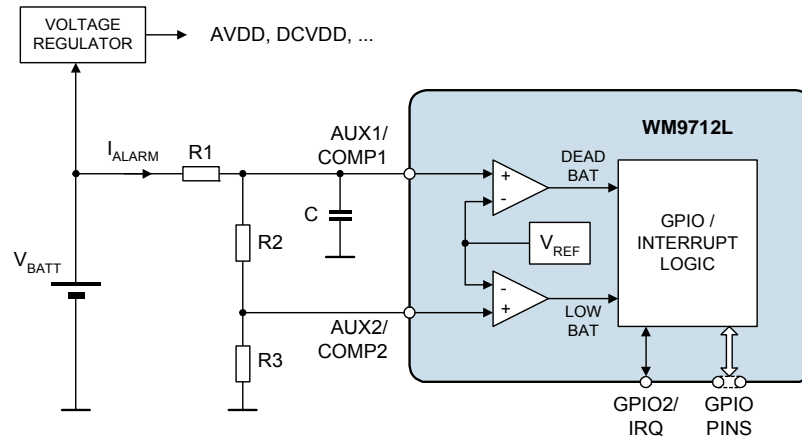 VOLTAGE
REGULATOR
AVDD, DCVDD, ...
WM9712L
AUX1/
COMP1
I_ALARM
R1
DEAD
BAT
+
-
C
R2
V_REF
GPIO /
INTERRUPT
LOGIC
V_BATT
-
+
LOW
BAT
AUX2/
COMP2
R3
GPIO2/
IRQ
GPIO
PINS